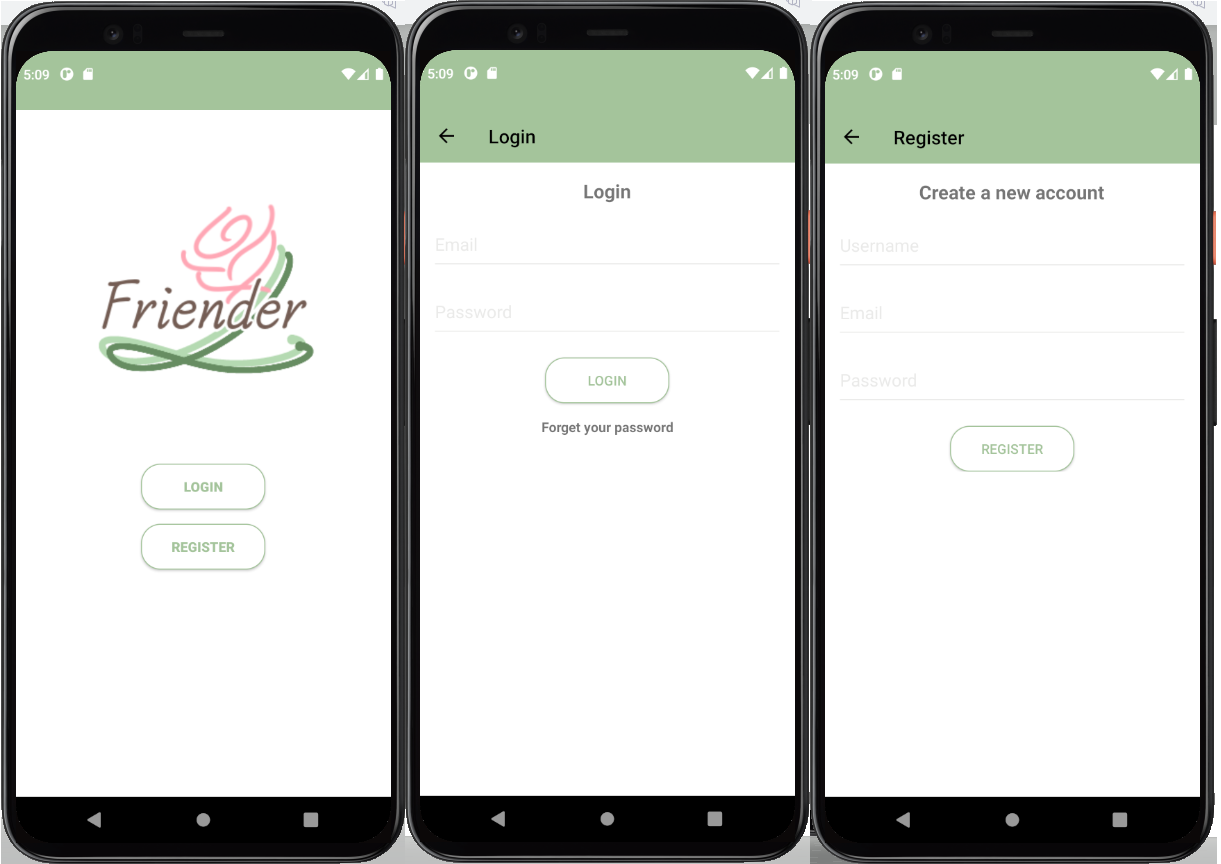 5:09
Friender
LOGIN
REGISTER
5:09
Login
Login
Email
Password
LOGIN
Forget your password
5:09
Register
Create a new account
Username
Email
Password
REGISTER